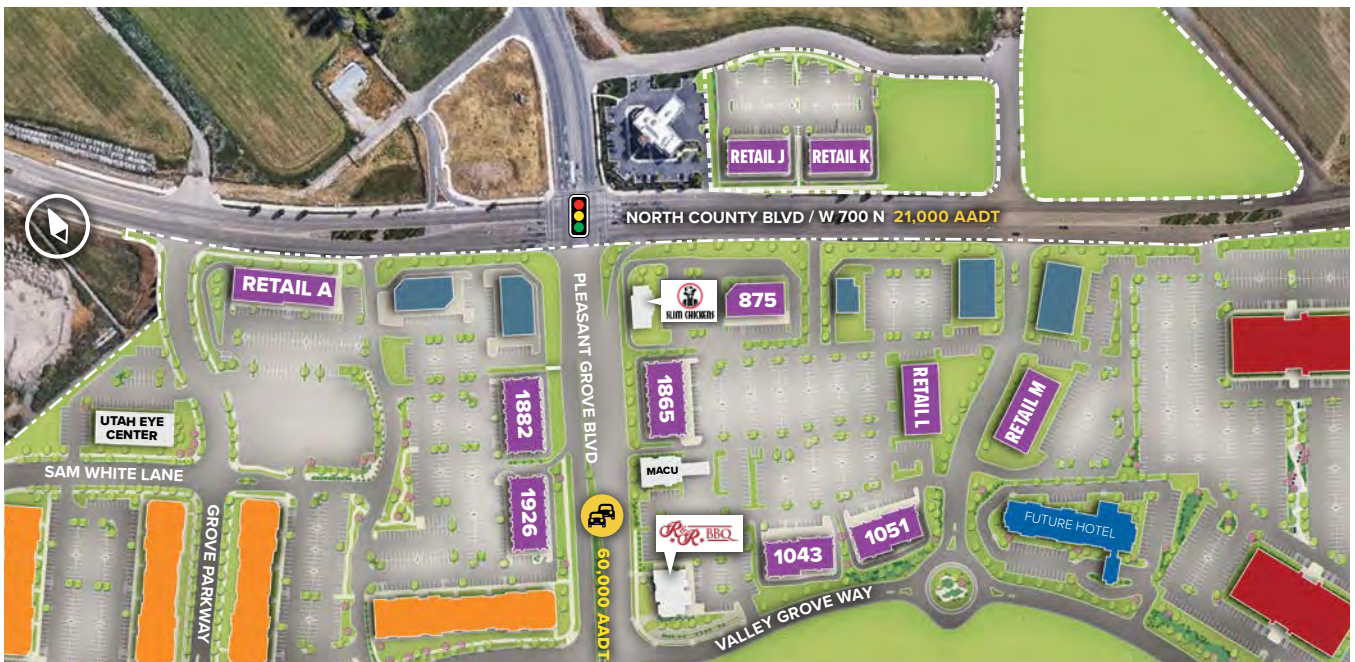 RETAIL J
RETAIL K
NORTH COUNTY BLVD / W 700 N 21,000 AADT
RETAIL A
PLEASANT GROVE BLVD
SLIM CHICKENS
875
1882
1865
RETAIL L
RETAIL M
UTAH EYE
CENTER
SAM WHITE LANE
MACU
GROVE PARKWAY
1926
R&R. BBQ
1043
1051
FUTURE HOTEL
60,000 AADT
VALLEY GROVE WAY